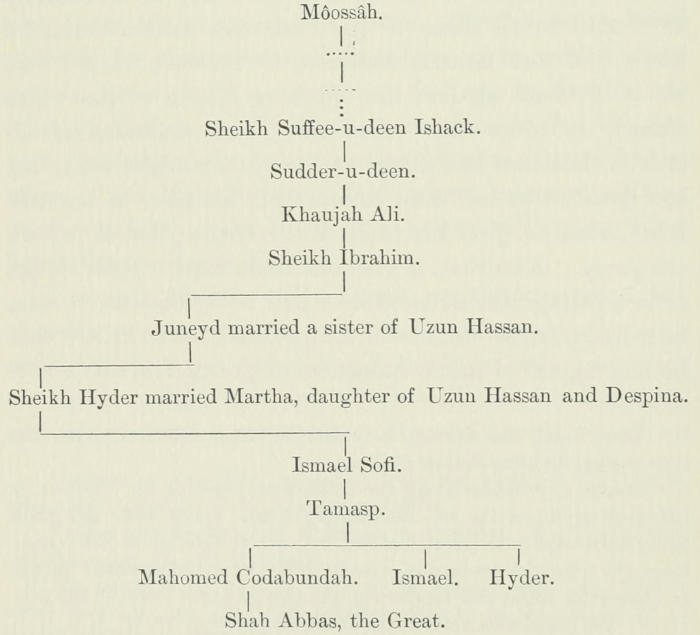 Môossâh.
Sheikh Suffee-u-deen Ishack.
Sudder-u-deen.
Khaujah Ali.
Sheikh Ibrahim.
Juneyd married a sister of Uzun Hassan.
Sheikh Hyder married Martha, daughter of Uzun Hassan and Despina.
Ismael Sofi.
Tamasp.
Mahomed Codabundah. Ismael. Hyder.
Shah Abbas, the Great.